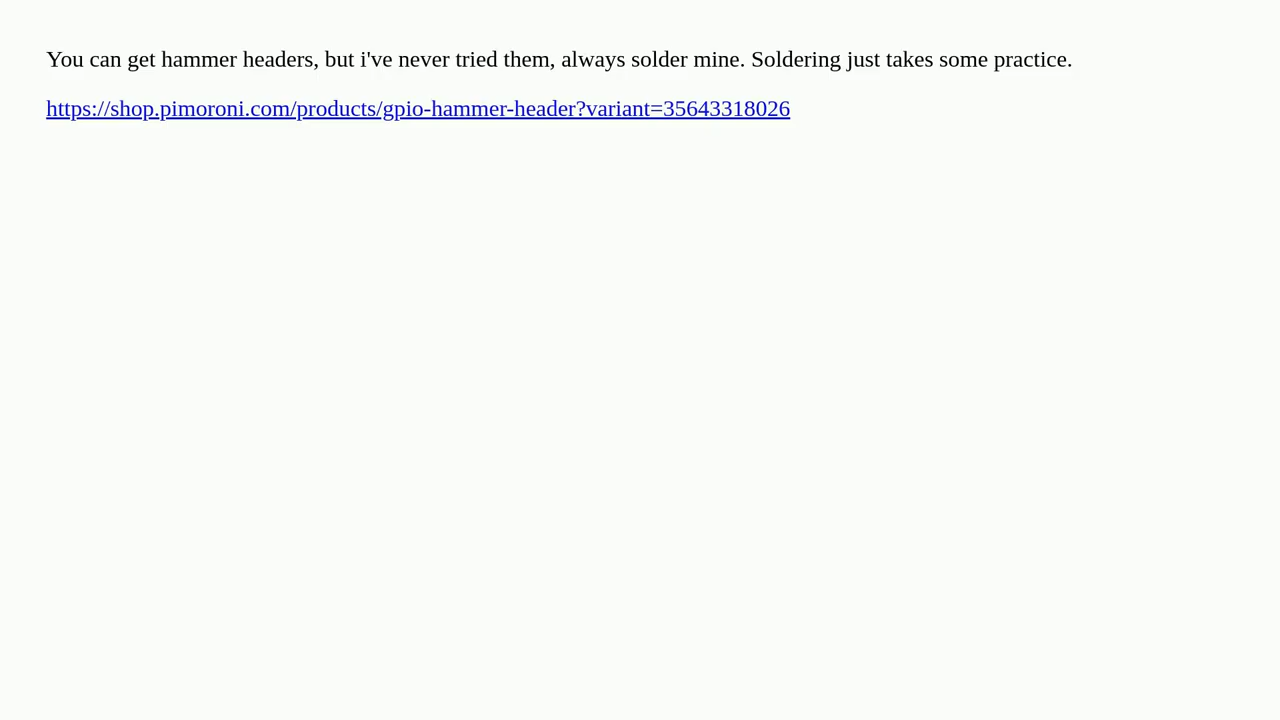 You can get hammer headers, but i've never tried them, always solder mine. Soldering just takes some practice.
https://shop.pimoroni.com/products/gpio-hammer-header?variant=35643318026